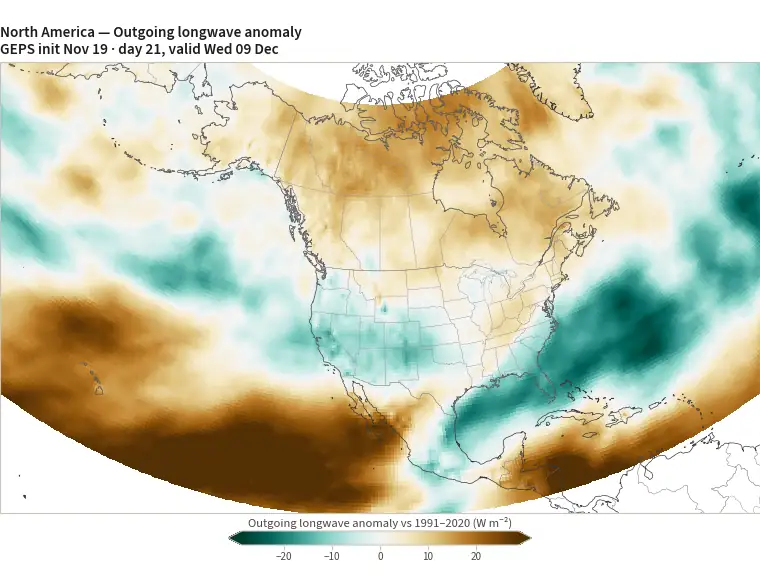 North America — Outgoing longwave anomaly
GEPS init Nov 19 · day 21, valid Wed 09 Dec
Outgoing longwave anomaly vs 1991–2020 (W m⁻²)
−20 −10 0 10 20